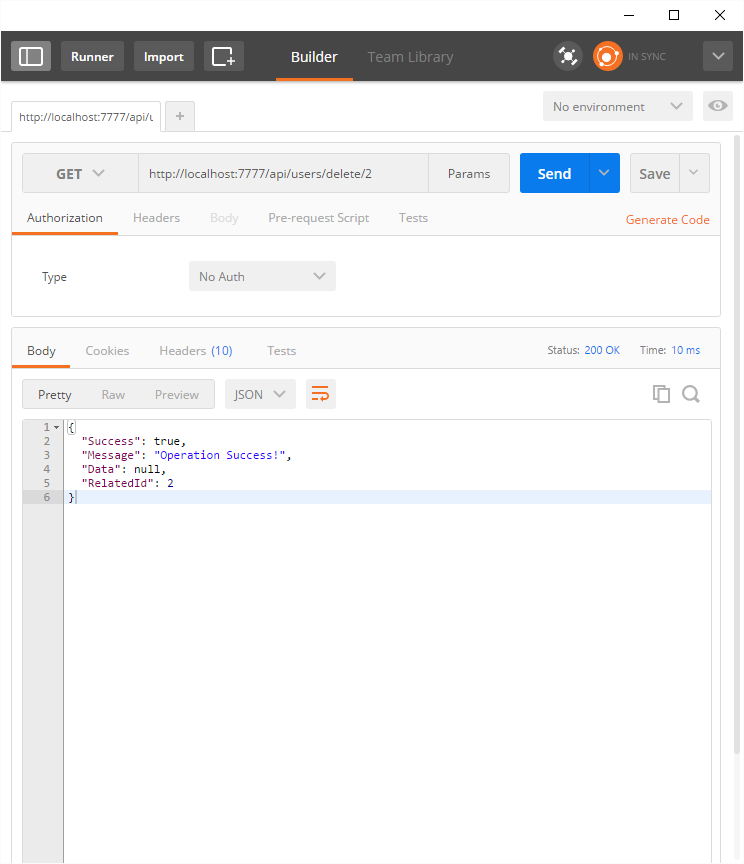 Runner Import Builder Team Library IN SYNC
http://localhost:7777/api/u + No environment
GET http://localhost:7777/api/users/delete/2 Params Send Save
Authorization Headers Body Pre-request Script Tests Generate Code
Type No Auth
Body Cookies Headers (10) Tests Status: 200 OK Time: 10 ms
Pretty Raw Preview JSON
1 {
2 "Success": true,
3 "Message": "Operation Success!",
4 "Data": null,
5 "RelatedId": 2
6 }